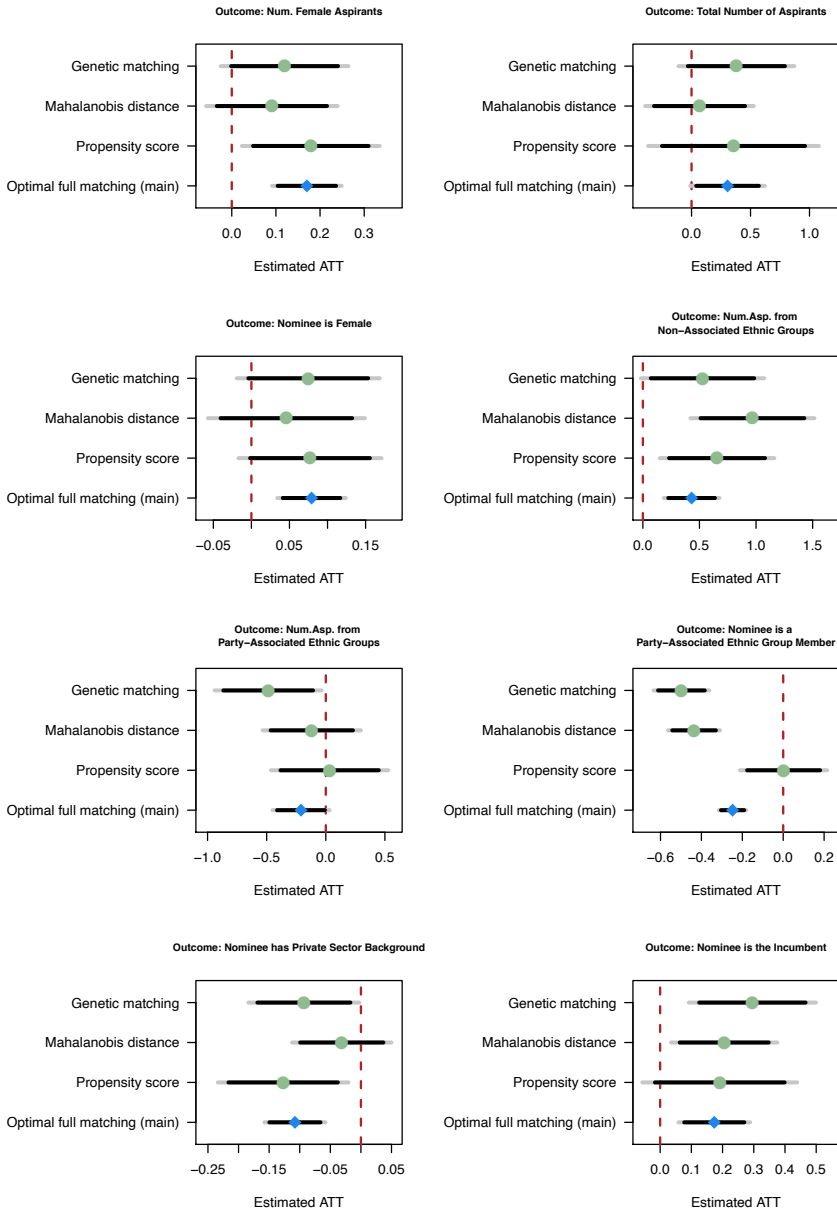 Outcome: Num. Female Aspirants
Genetic matching
Mahalanobis distance
Propensity score
Optimal full matching (main)
0.0 0.1 0.2 0.3
Estimated ATT
Outcome: Total Number of Aspirants
Genetic matching
Mahalanobis distance
Propensity score
Optimal full matching (main)
0.0 0.5 1.0
Estimated ATT
Outcome: Nominee is Female
Genetic matching
Mahalanobis distance
Propensity score
Optimal full matching (main)
−0.05 0.05 0.15
Estimated ATT
Outcome: Num.Asp. from
Non−Associated Ethnic Groups
Genetic matching
Mahalanobis distance
Propensity score
Optimal full matching (main)
0.0 0.5 1.0 1.5
Estimated ATT
Outcome: Num.Asp. from
Party−Associated Ethnic Groups
Genetic matching
Mahalanobis distance
Propensity score
Optimal full matching (main)
−1.0 −0.5 0.0 0.5
Estimated ATT
Outcome: Nominee is a
Party−Associated Ethnic Group Member
Genetic matching
Mahalanobis distance
Propensity score
Optimal full matching (main)
−0.6 −0.4 −0.2 0.0 0.2
Estimated ATT
Outcome: Nominee has Private Sector Background
Genetic matching
Mahalanobis distance
Propensity score
Optimal full matching (main)
−0.25 −0.15 −0.05 0.05
Estimated ATT
Outcome: Nominee is the Incumbent
Genetic matching
Mahalanobis distance
Propensity score
Optimal full matching (main)
0.0 0.1 0.2 0.3 0.4 0.5
Estimated ATT